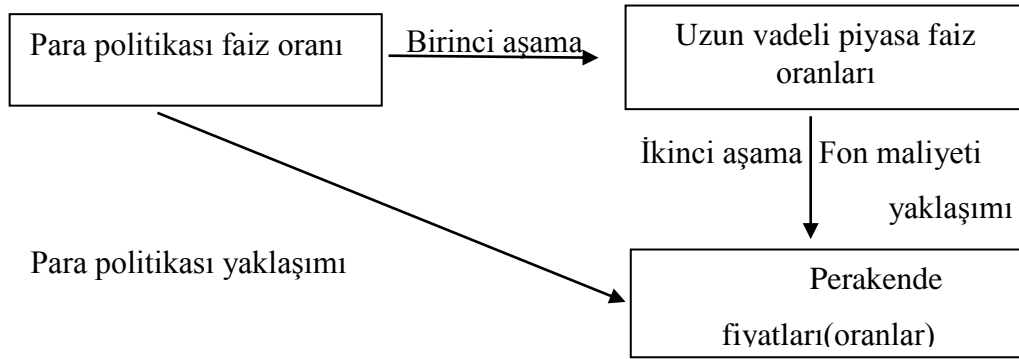 Para politikası faiz oranı
Birinci aşama
Uzun vadeli piyasa faiz
oranları
İkinci aşama
Fon maliyeti
yaklaşımı
Para politikası yaklaşımı
Perakende
fiyatları(oranlar)